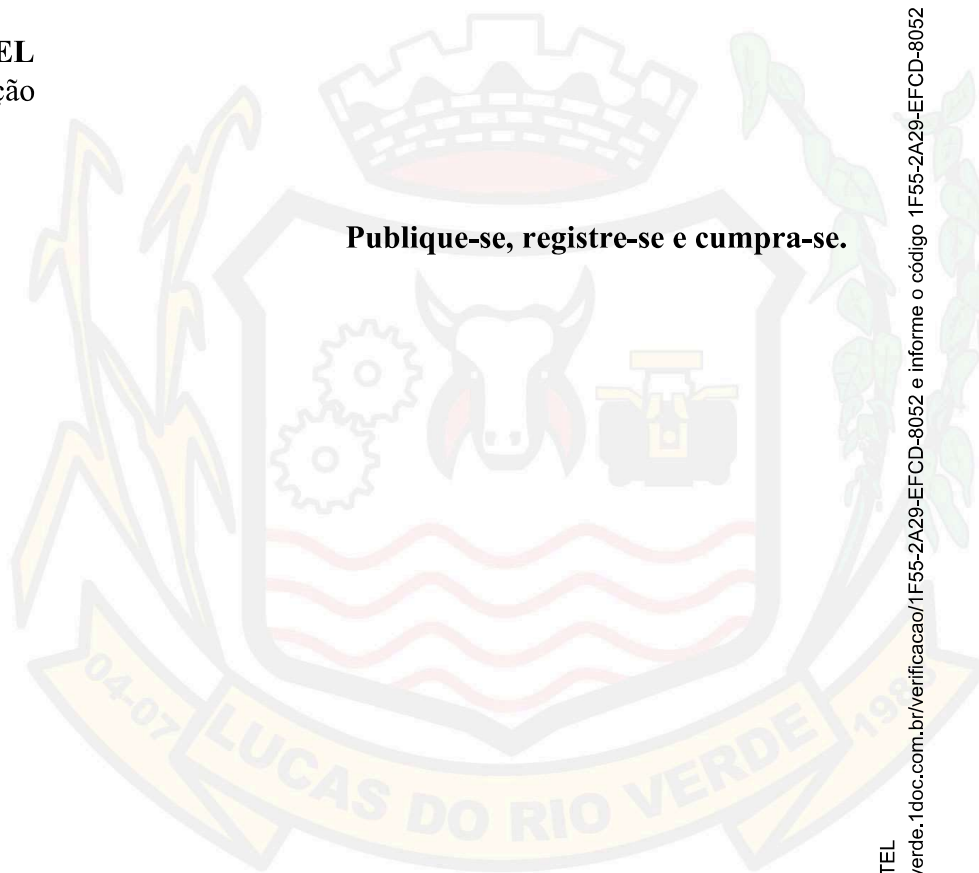 EL
ção
Publique-se, registre-se e cumpra-se.
04-07
LUCAS DO RIO VERDE
TEL
verde.1doc.com.br/verificacao/1F55-2A29-EFCD-8052 e informe o código 1F55-2A29-EFCD-8052